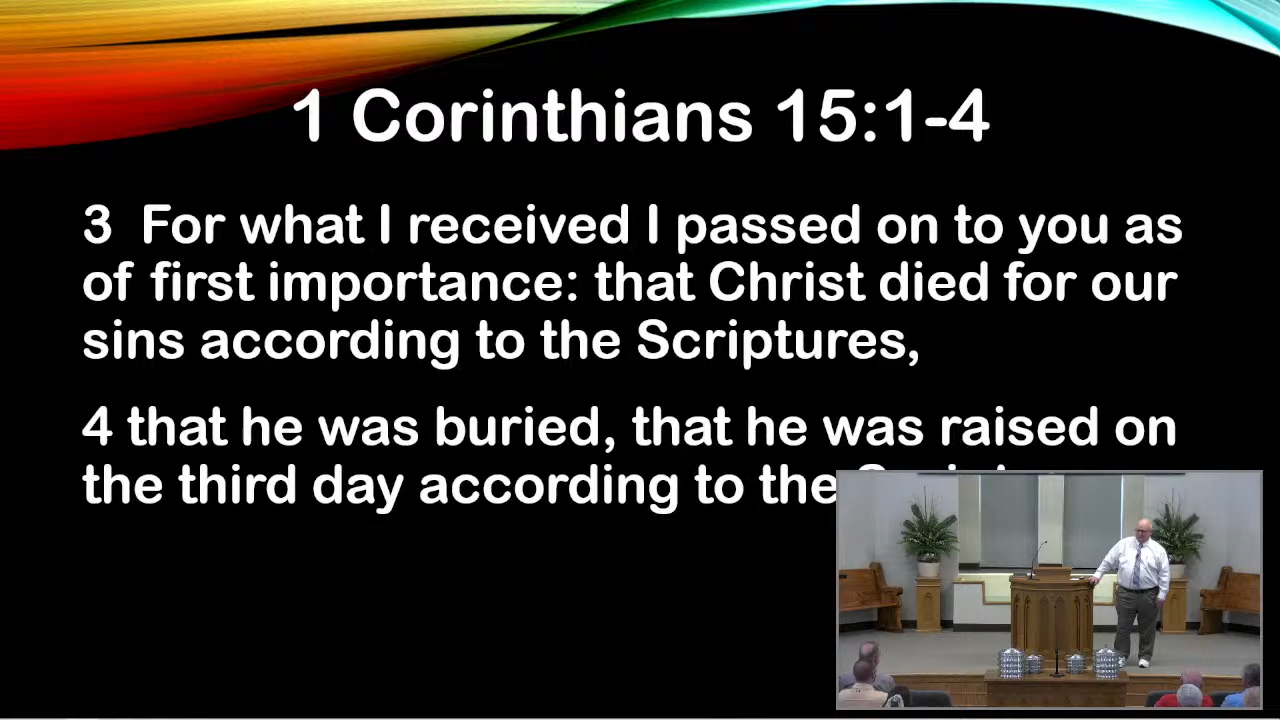 1 Corinthians 15:1-4
3 For what I received I passed on to you as
of first importance: that Christ died for our
sins according to the Scriptures,
4 that he was buried, that he was raised on
the third day according to the